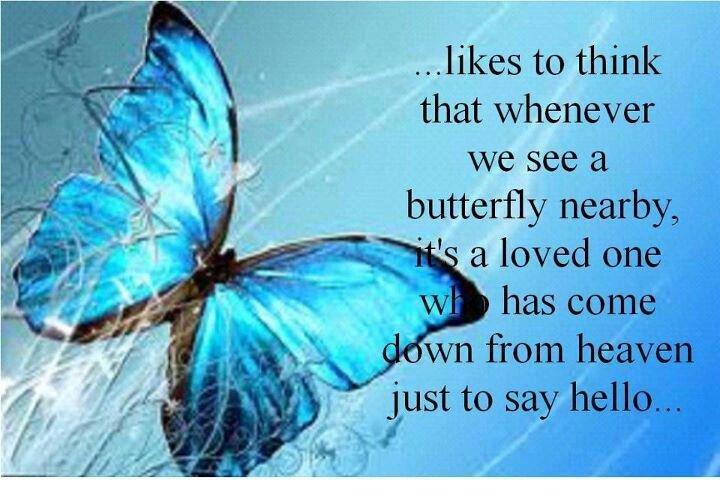 ...likes to think
that whenever
we see a
butterfly nearby,
it's a loved one
who has come
down from heaven
just to say hello...